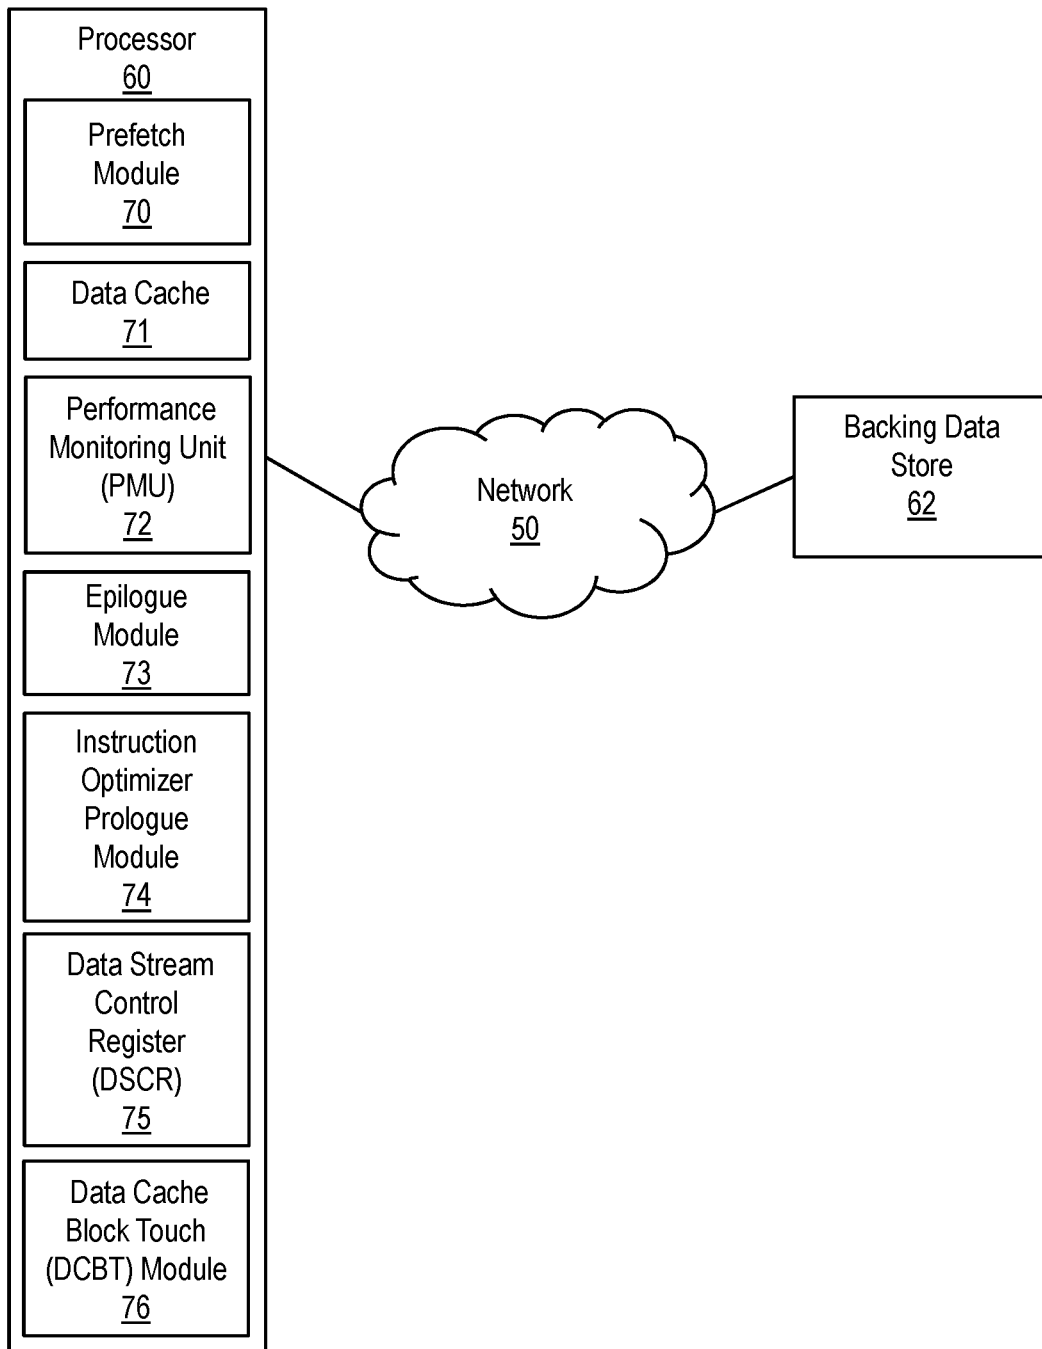 Processor
60
Prefetch
Module
70
Data Cache
71
Performance
Monitoring Unit
(PMU)
72
Epilogue
Module
73
Instruction
Optimizer
Prologue
Module
74
Data Stream
Control
Register
(DSCR)
75
Data Cache
Block Touch
(DCBT) Module
76
Network
50
Backing Data
Store
62